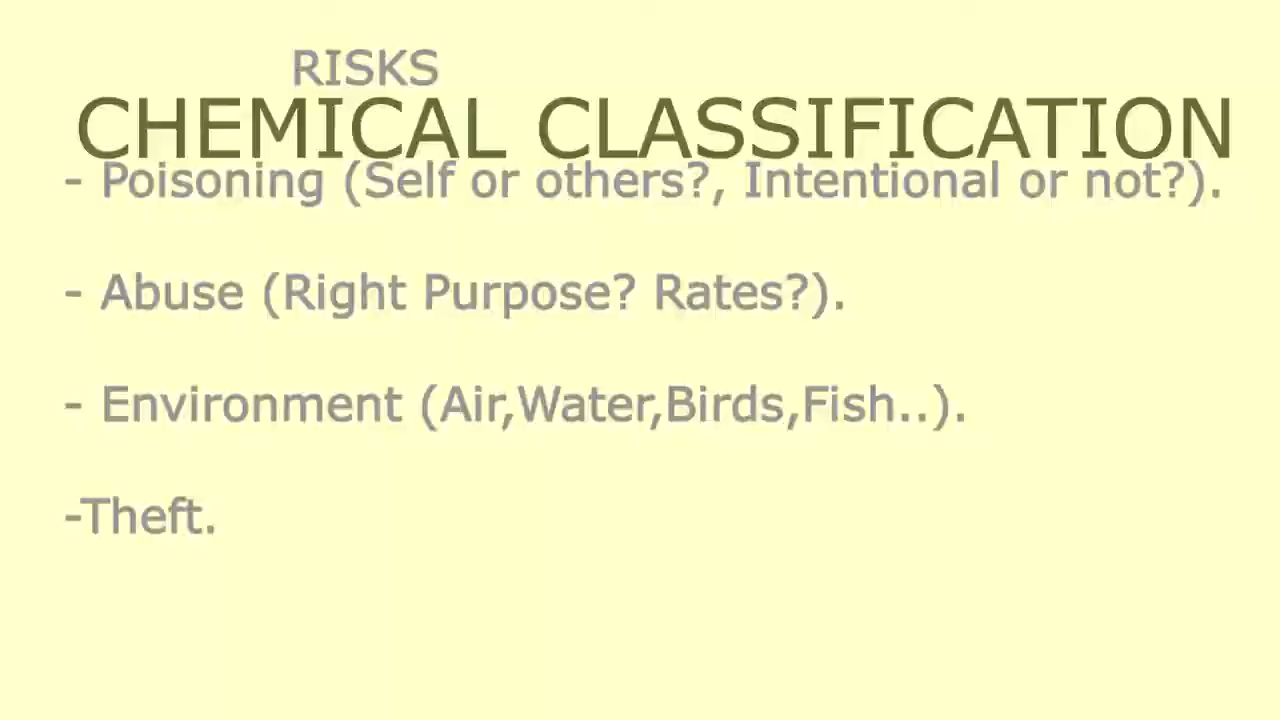 RISKS
CHEMICAL CLASSIFICATION
- Poisoning (Self or others?, Intentional or not?).
- Abuse (Right Purpose? Rates?).
- Environment (Air,Water,Birds,Fish..).
-Theft.